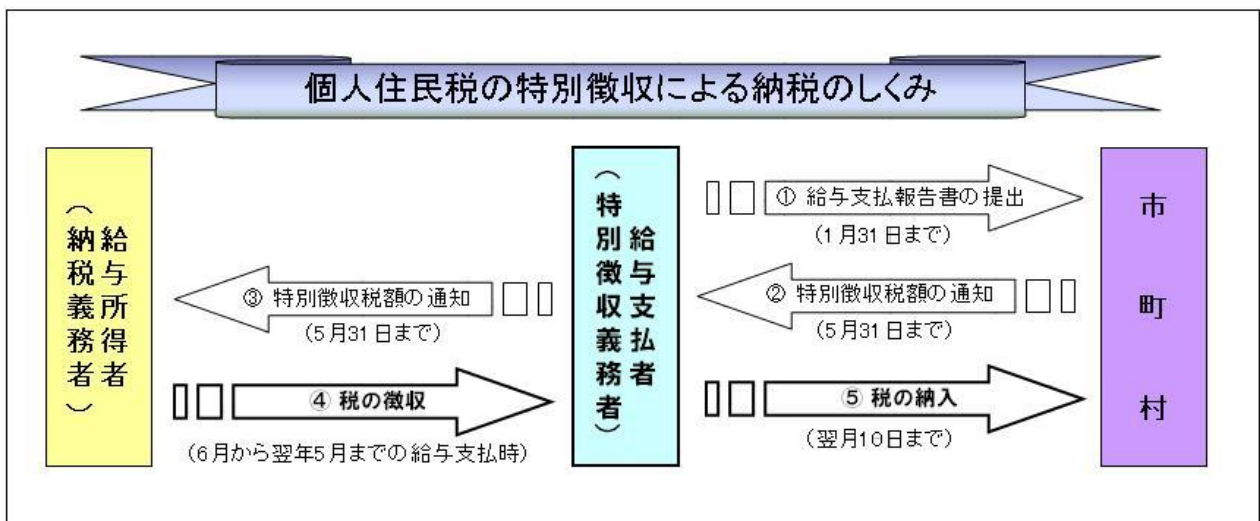 個人住民税の特別徴収による納税のしくみ
給与所得者
（納税義務者）
給与支払者
（特別徴収義務者）
市町村
① 給与支払報告書の提出
（1月31日まで）
③ 特別徴収税額の通知
（5月31日まで）
② 特別徴収税額の通知
（5月31日まで）
④ 税の徴収
（6月から翌年5月までの給与支払時）
⑤ 税の納入
（翌月10日まで）